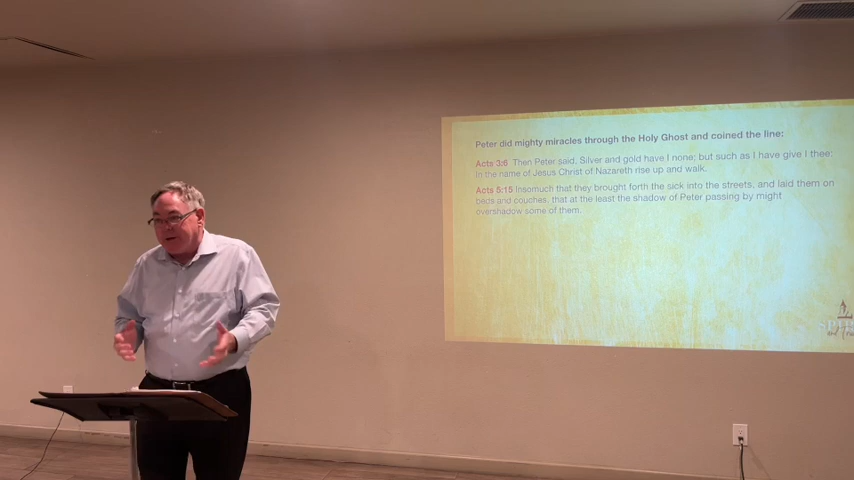 Peter did mighty miracles through the Holy Ghost and coined the line:
Acts 3:6 Then Peter said, Silver and gold have I none; but such as I have give I thee:
In the name of Jesus Christ of Nazareth rise up and walk.
Acts 5:15 Insomuch that they brought forth the sick into the streets, and laid them on
beds and couches, that at the least the shadow of Peter passing by might
overshadow some of them.